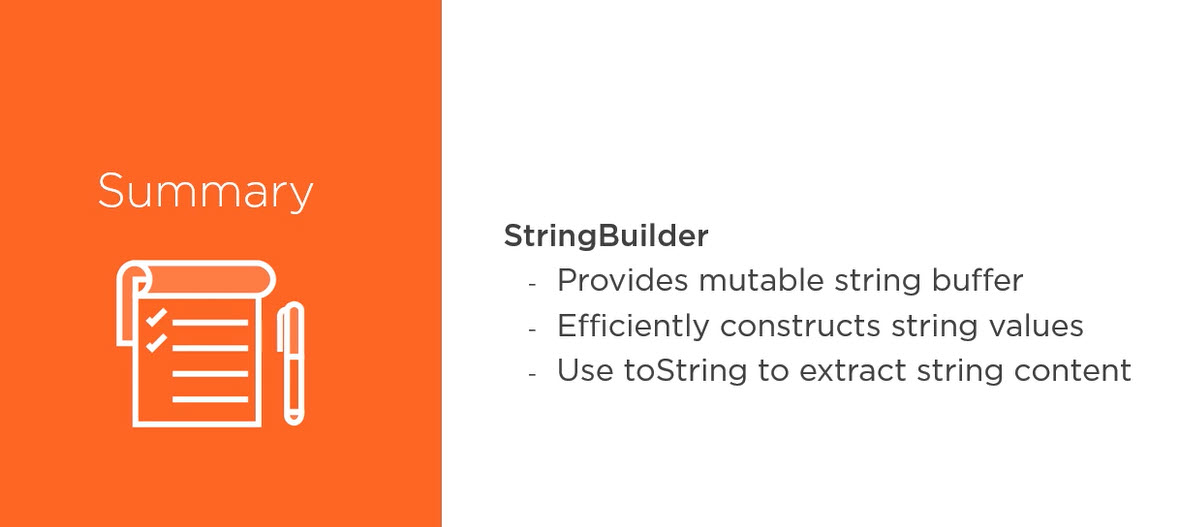 Summary
StringBuilder
- Provides mutable string buffer
- Efficiently constructs string values
- Use toString to extract string content